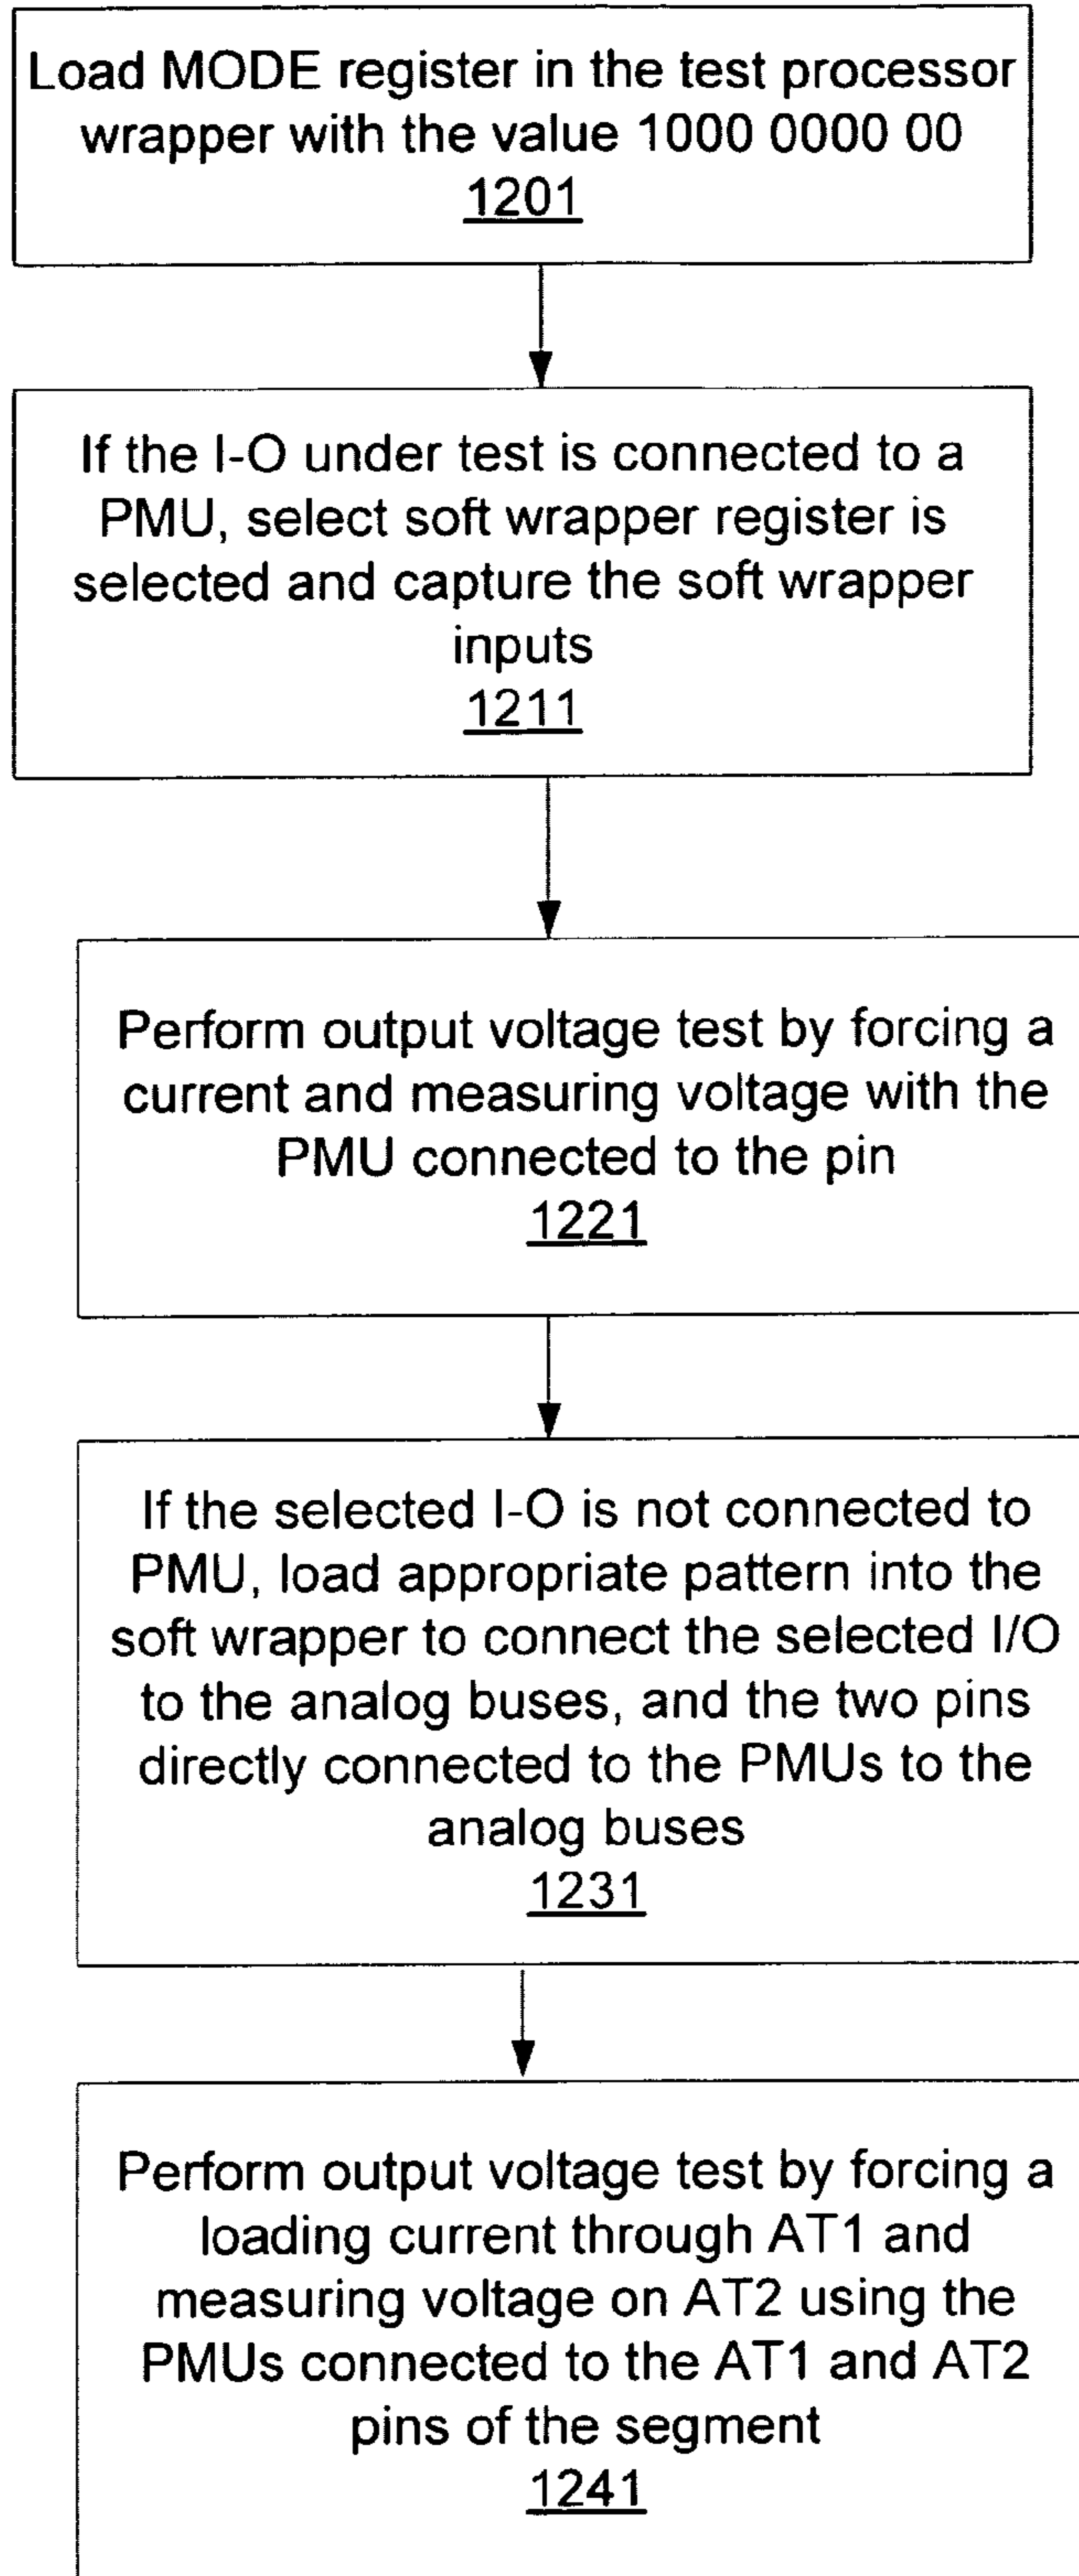 Load MODE register in the test processor
wrapper with the value 1000 0000 00
1201
If the I-O under test is connected to a
PMU, select soft wrapper register is
selected and capture the soft wrapper
inputs
1211
Perform output voltage test by forcing a
current and measuring voltage with the
PMU connected to the pin
1221
If the selected I-O is not connected to
PMU, load appropriate pattern into the
soft wrapper to connect the selected I/O
to the analog buses, and the two pins
directly connected to the PMUs to the
analog buses
1231
Perform output voltage test by forcing a
loading current through AT1 and
measuring voltage on AT2 using the
PMUs connected to the AT1 and AT2
pins of the segment
1241